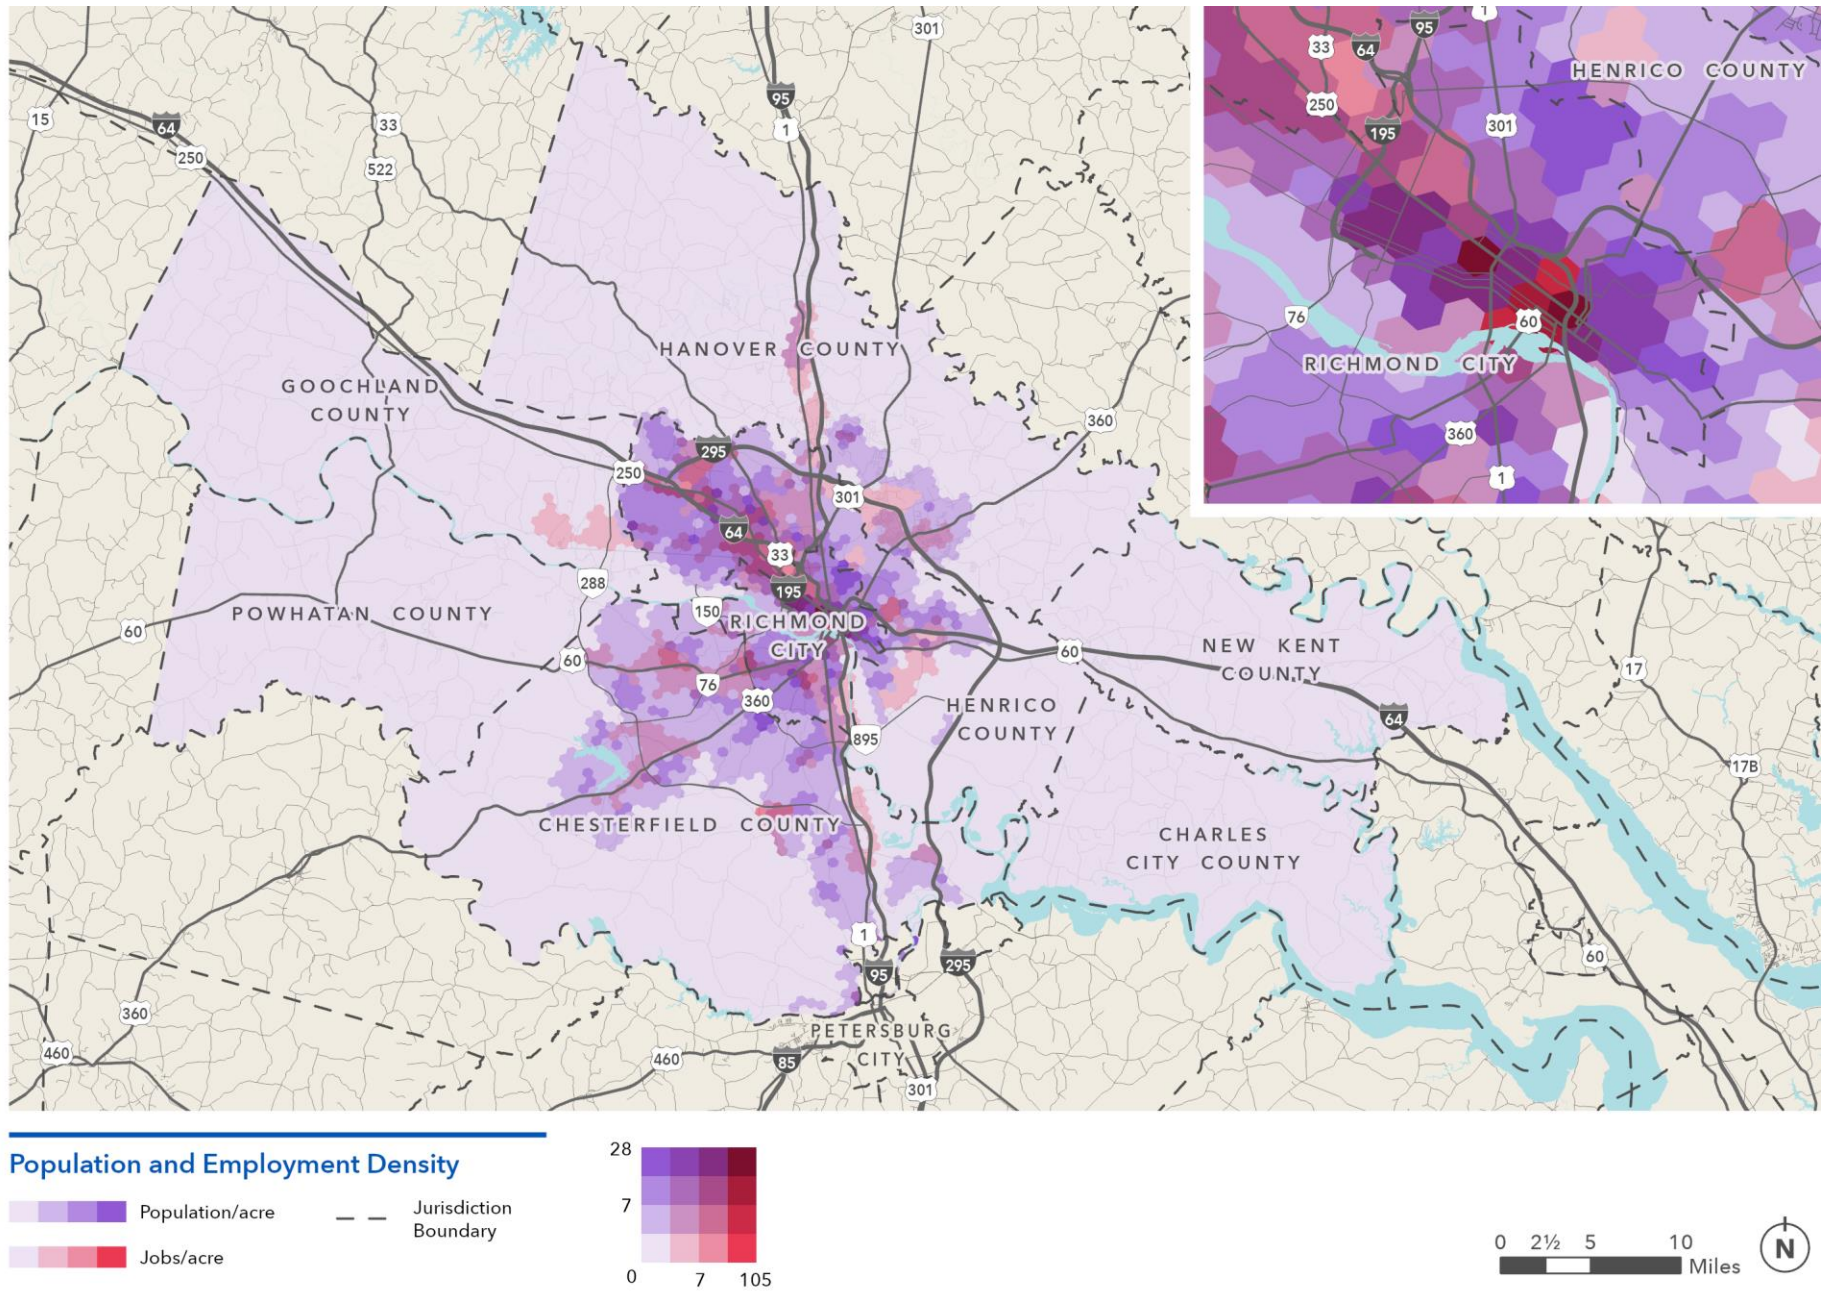 301
95
1
15
64
250
33
522
HANOVER COUNTY
GOOCHLAND
COUNTY
360
295
250
301
64
33
288
195
150
POWHATAN COUNTY
60
RICHMOND
CITY
60
60
NEW KENT
COUNTY
17
76
360
HENRICO
COUNTY
64
895
17B
CHESTERFIELD COUNTY
CHARLES
CITY COUNTY
1
95
295
60
360
PETERSBURG
CITY
460
460
85
301
1
95
33
64
HENRICO COUNTY
250
195
301
76
60
RICHMOND CITY
360
1
Population and Employment Density
Population/acre
Jobs/acre
Jurisdiction
Boundary
28
7
0 7 105
0 2½ 5 10
Miles
N